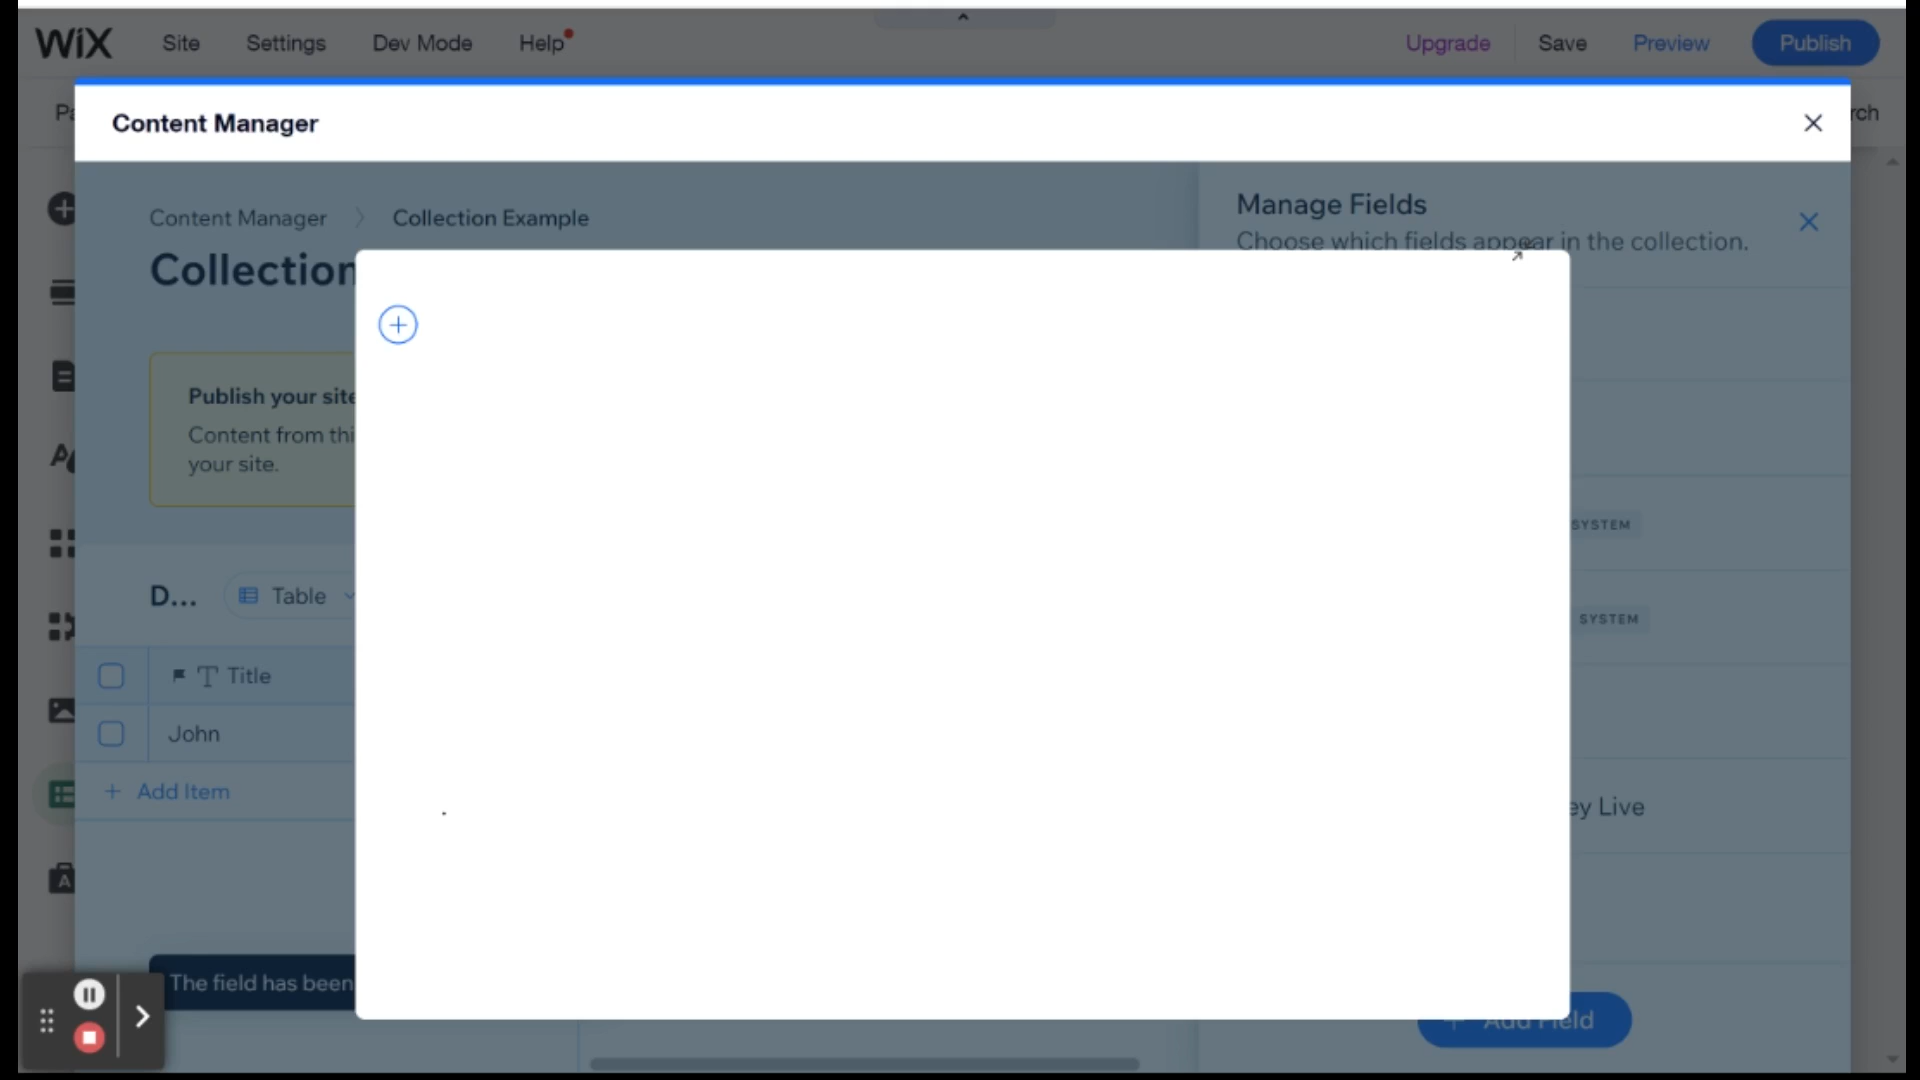 WiX Site Settings Dev Mode Help Upgrade Save Preview Publish
Content Manager
Content Manager Collection Example
Collection
Manage Fields
Choose which fields appear in the collection.
Publish your site
Content from thi
your site.
SYSTEM
D... Table
SYSTEM
Title
John
+ Add Item
ey Live
The field has been
+ Add Field